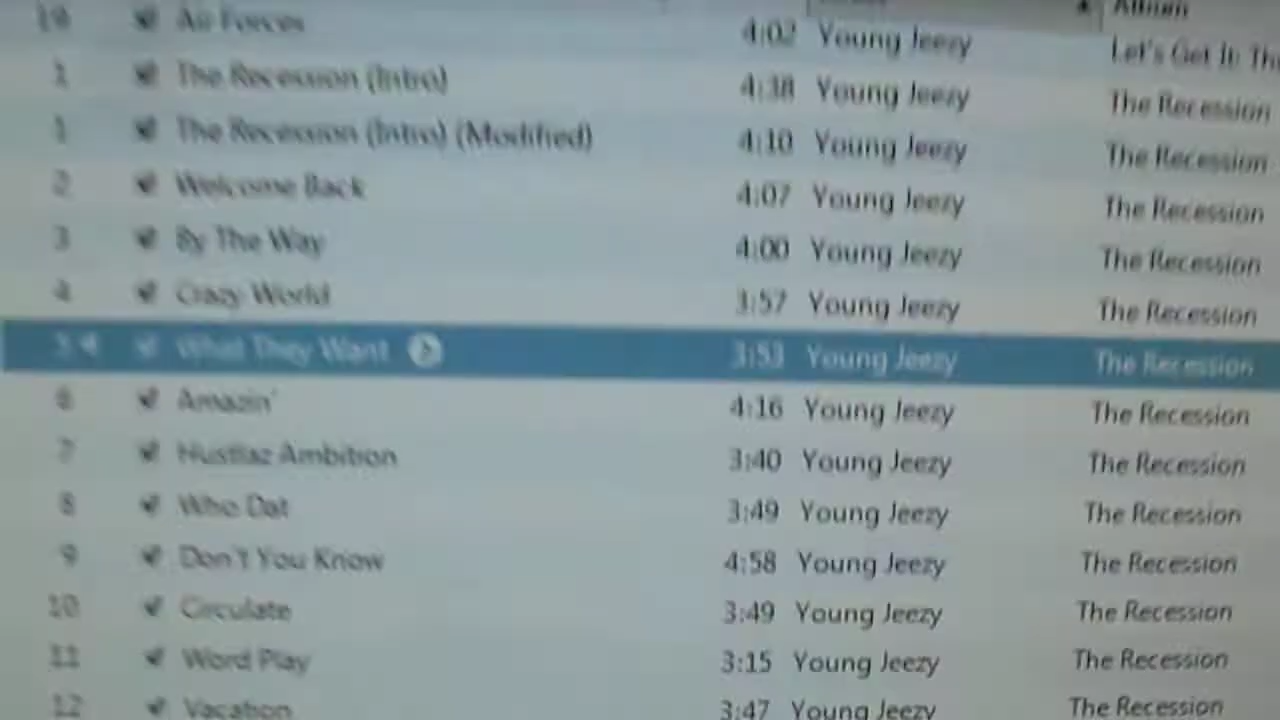 Album
19 Air Forces 4:02 Young Jeezy Let's Get It: Th
1 The Recession (Intro) 4:38 Young Jeezy The Recession
1 The Recession (Intro) (Modified) 4:10 Young Jeezy The Recession
2 Welcome Back 4:07 Young Jeezy The Recession
3 By The Way 4:00 Young Jeezy The Recession
4 Crazy World 3:57 Young Jeezy The Recession
5 What They Want 3:53 Young Jeezy The Recession
6 Amazin' 4:16 Young Jeezy The Recession
7 Hustlaz Ambition 3:40 Young Jeezy The Recession
8 Who Dat 3:49 Young Jeezy The Recession
9 Don't You Know 4:58 Young Jeezy The Recession
10 Circulate 3:49 Young Jeezy The Recession
11 Word Play 3:15 Young Jeezy The Recession
12 Vacation 3:47 Young Jeezy The Recession